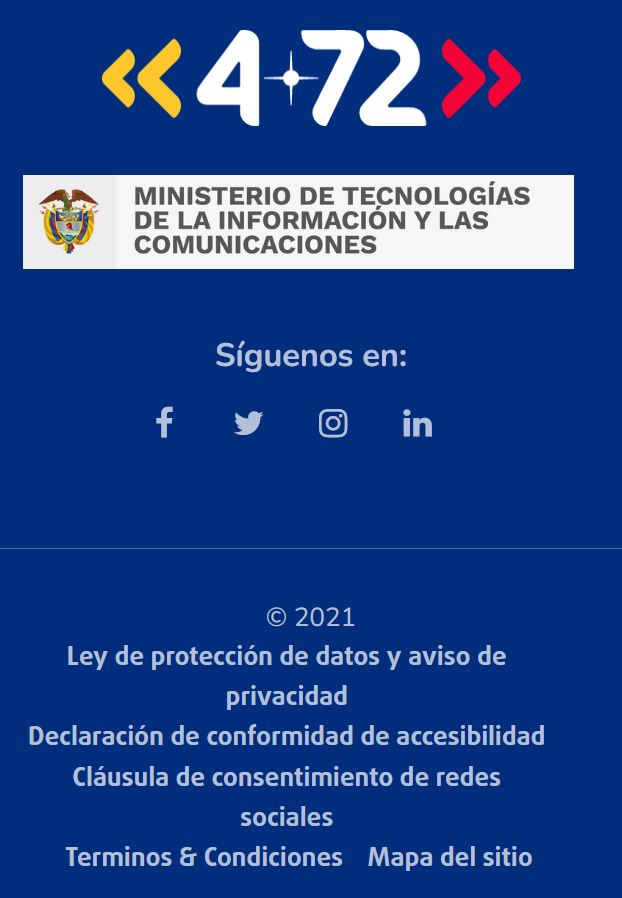 4-72
MINISTERIO DE TECNOLOGÍAS
DE LA INFORMACIÓN Y LAS
COMUNICACIONES
Síguenos en:
© 2021
Ley de protección de datos y aviso de
privacidad
Declaración de conformidad de accesibilidad
Cláusula de consentimiento de redes
sociales
Terminos & Condiciones Mapa del sitio